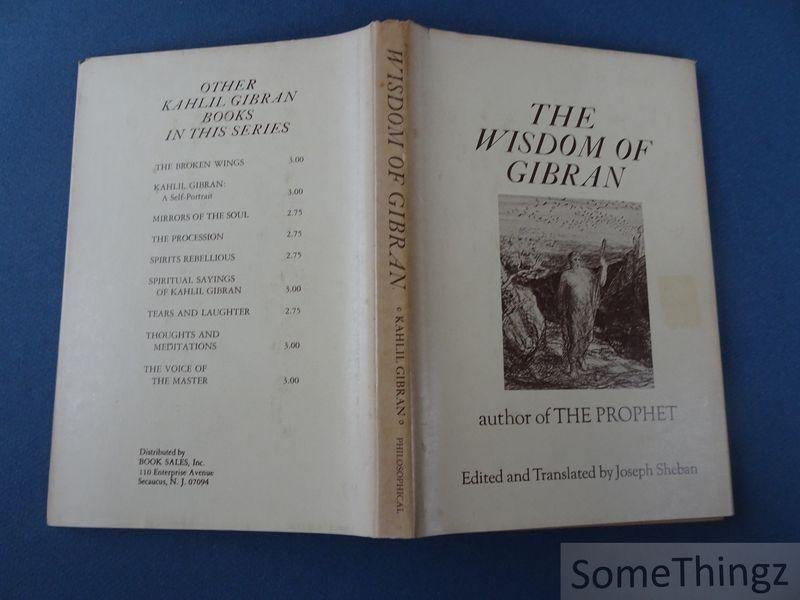 OTHER
KAHLIL GIBRAN
BOOKS
IN THIS SERIES
THE BROKEN WINGS 3.00
KAHLIL GIBRAN:
A Self-Portrait 3.00
MIRRORS OF THE SOUL 2.75
THE PROCESSION 2.75
SPIRITS REBELLIOUS 2.75
SPIRITUAL SAYINGS
OF KAHLIL GIBRAN 3.00
TEARS AND LAUGHTER 2.75
THOUGHTS AND
MEDITATIONS 3.00
THE VOICE OF
THE MASTER 3.00
Distributed by
BOOK SALES, Inc.
110 Enterprise Avenue
Secaucus, N. J. 07094
WISDOM OF GIBRAN KAHLIL GIBRAN PHILOSOPHICAL
THE
WISDOM OF
GIBRAN
author of THE PROPHET
Edited and Translated by Joseph Sheban
SomeThingz